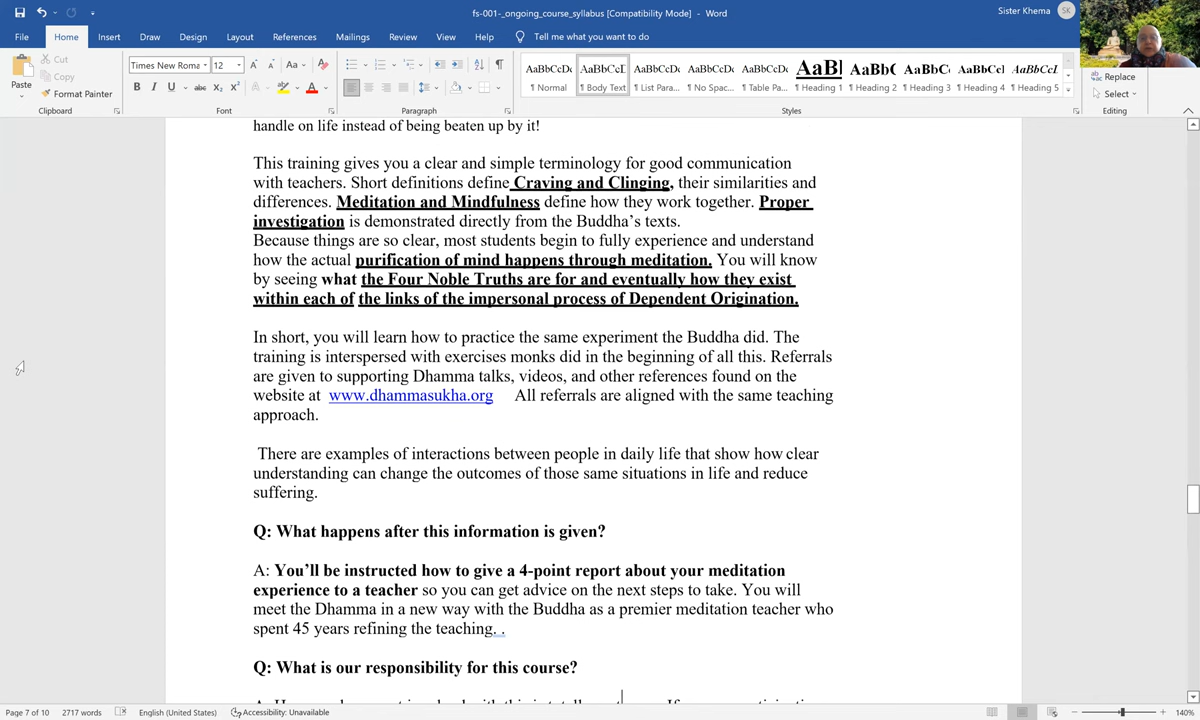 fs-001-_ongoing_course_syllabus [Compatibility Mode] - Word
Sister Khema
SK
File Home Insert Draw Design Layout References Mailings Review View Help Tell me what you want to do
Paste
Cut
Copy
Format Painter
Clipboard
Times New Roma 12
Font
Paragraph
AaBbCcDc AaBbCcD AaBbCcDc AaBbCcDc AaBbCcDc AaBl AaBb( AaBbC AaBbCcl AaBbCcL
¶ Normal ¶ Body Text ¶ List Para... ¶ No Spac... ¶ Table Pa... ¶ Heading 1 ¶ Heading 2 ¶ Heading 3 ¶ Heading 4 ¶ Heading 5
Styles
Replace
Select
Editing
handle on life instead of being beaten up by it!
This training gives you a clear and simple terminology for good communication
with teachers. Short definitions define Craving and Clinging, their similarities and
differences. Meditation and Mindfulness define how they work together. Proper
investigation is demonstrated directly from the Buddha's texts.
Because things are so clear, most students begin to fully experience and understand
how the actual purification of mind happens through meditation. You will know
by seeing what the Four Noble Truths are for and eventually how they exist
within each of the links of the impersonal process of Dependent Origination.
In short, you will learn how to practice the same experiment the Buddha did. The
training is interspersed with exercises monks did in the beginning of all this. Referrals
are given to supporting Dhamma talks, videos, and other references found on the
website at www.dhammasukha.org All referrals are aligned with the same teaching
approach.
There are examples of interactions between people in daily life that show how clear
understanding can change the outcomes of those same situations in life and reduce
suffering.
Q: What happens after this information is given?
A: You'll be instructed how to give a 4-point report about your meditation
experience to a teacher so you can get advice on the next steps to take. You will
meet the Dhamma in a new way with the Buddha as a premier meditation teacher who
spent 45 years refining the teaching. .
Q: What is our responsibility for this course?
Page 7 of 10 2717 words English (United States) Accessibility: Unavailable 140%